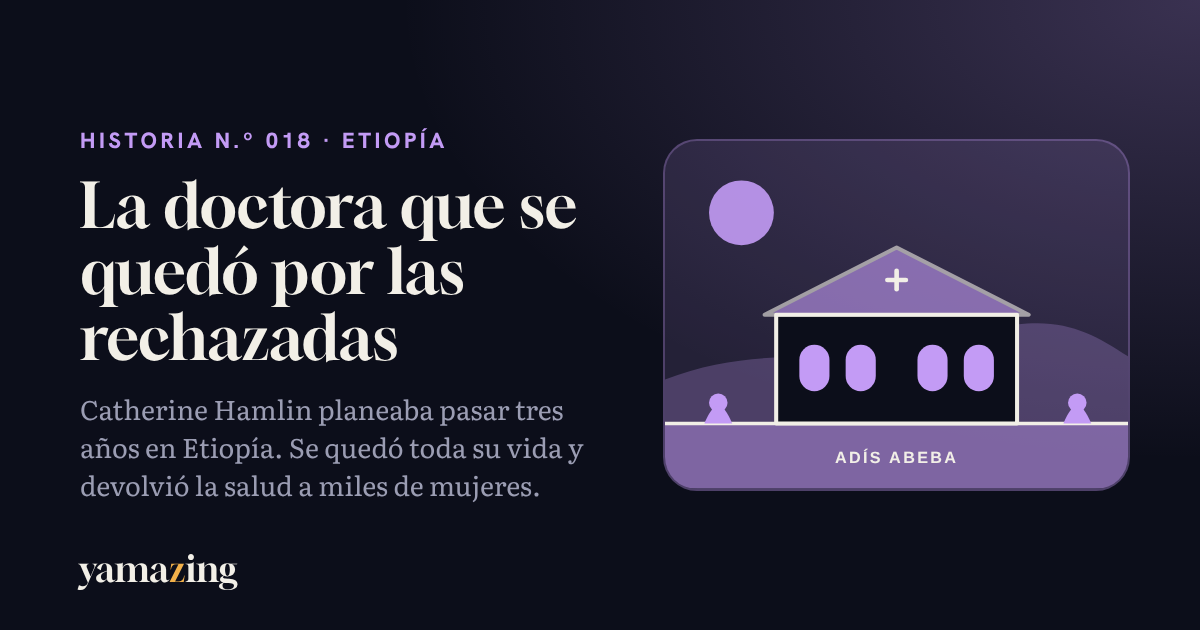 HISTORIA N.º 018 · ETIOPÍA
La doctora que se
quedó por las
rechazadas
Catherine Hamlin planeaba pasar tres
años en Etiopía. Se quedó toda su vida y
devolvió la salud a miles de mujeres.
yamazing
ADÍS ABEBA